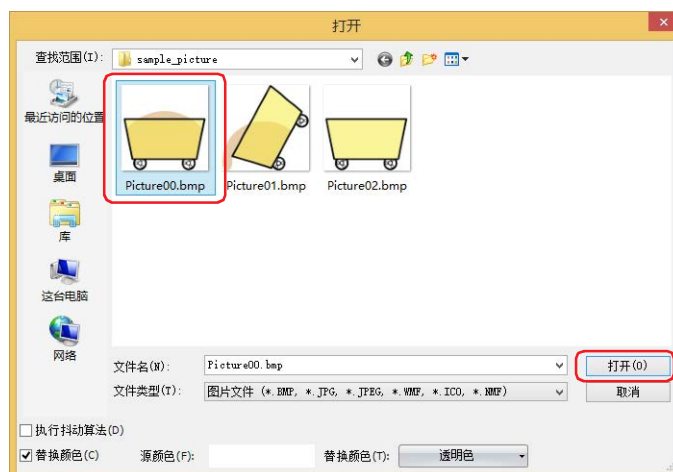 打开
查找范围(I):
sample_picture
最近访问的位置
桌面
库
这台电脑
网络
Picture00.bmp
Picture01.bmp
Picture02.bmp
文件名(N):
Picture00.bmp
打开(O)
文件类型(T):
图片文件 (*.BMP, *.JPG, *.JPEG, *.WMF, *.ICO, *.NMF)
取消
执行抖动算法(D)
替换颜色(C)
源颜色(F):
替换颜色(T):
透明色